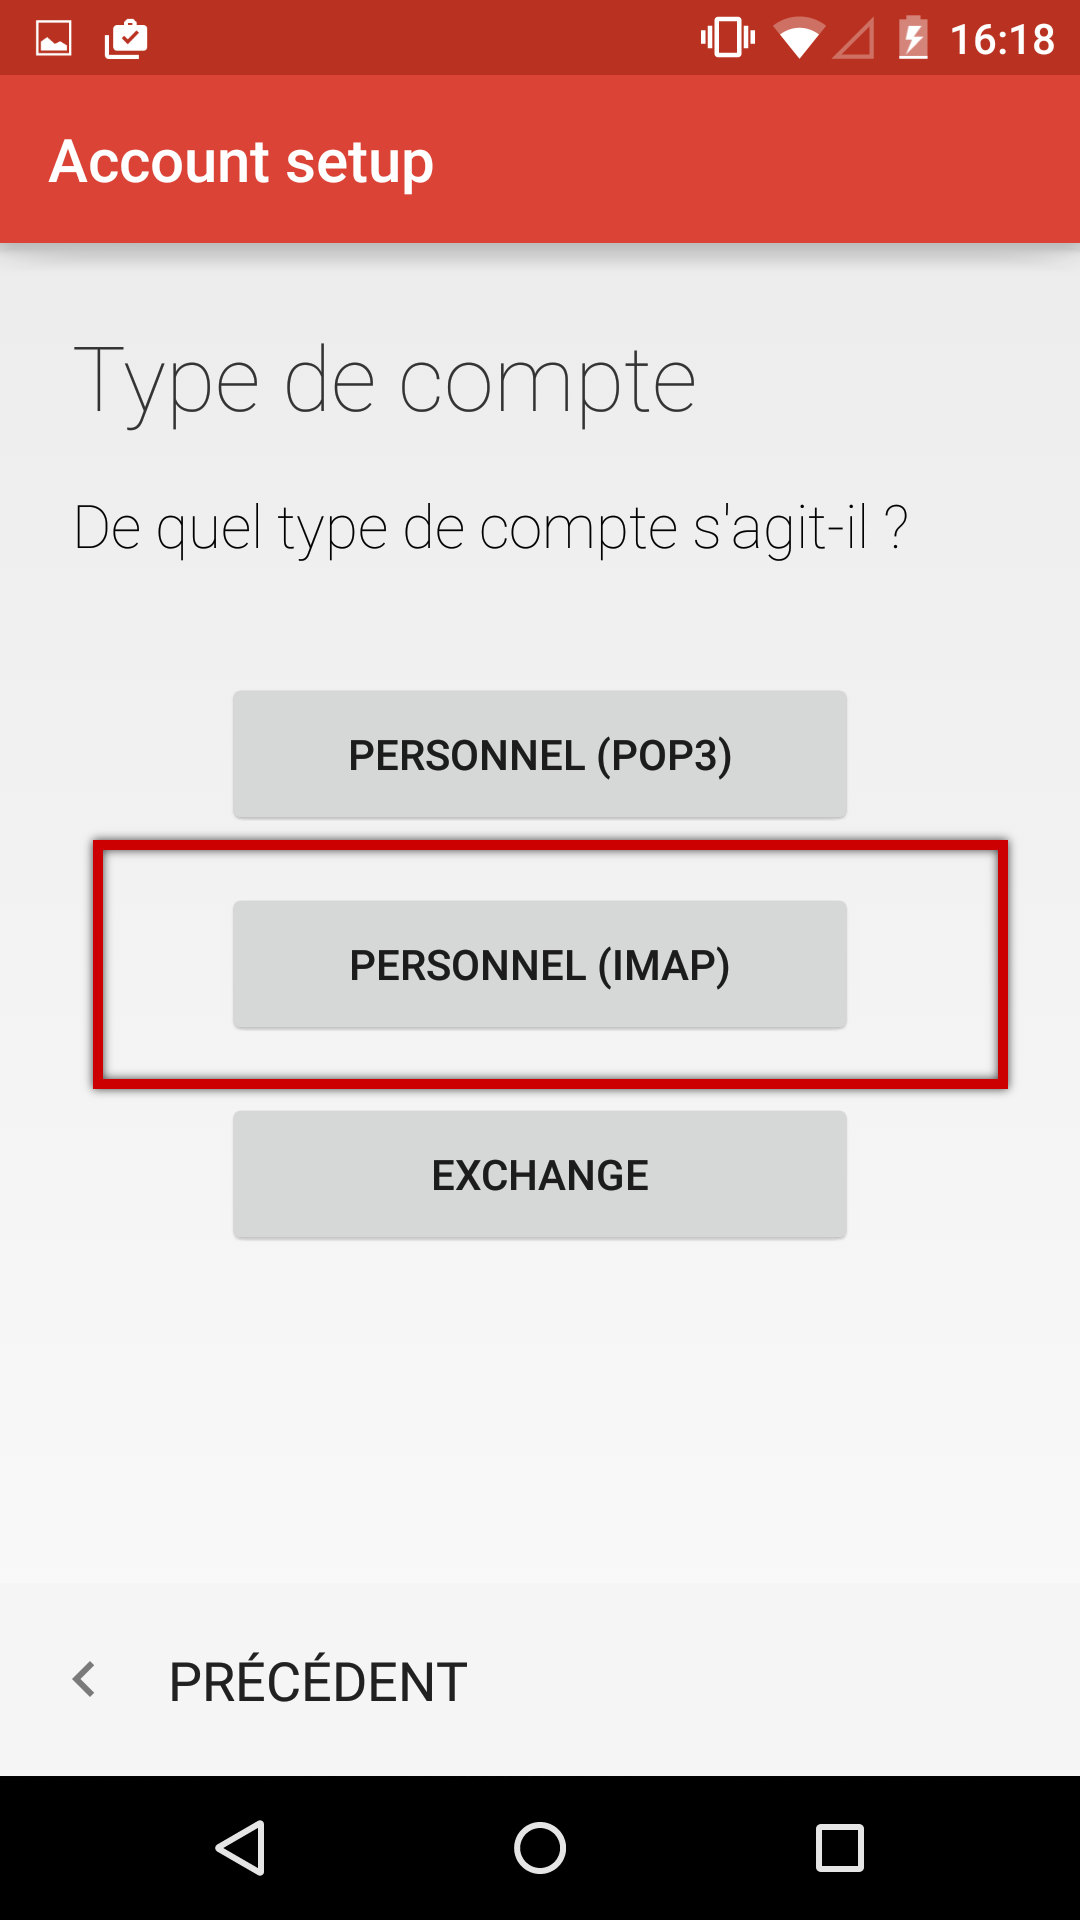 16:18
Account setup
Type de compte
De quel type de compte s'agit-il ?
PERSONNEL (POP3)
PERSONNEL (IMAP)
EXCHANGE
PRÉCÉDENT